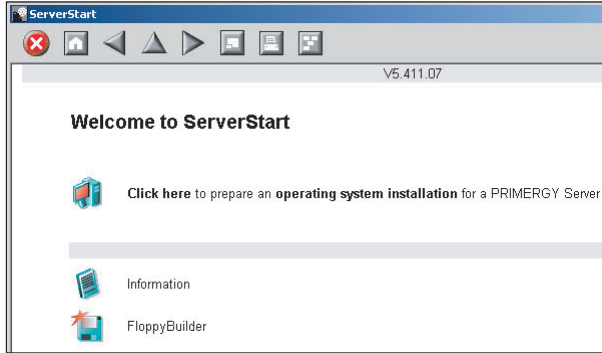 ServerStart
V5.411.07
Welcome to ServerStart
Click here to prepare an operating system installation for a PRIMERGY Server
Information
FloppyBuilder